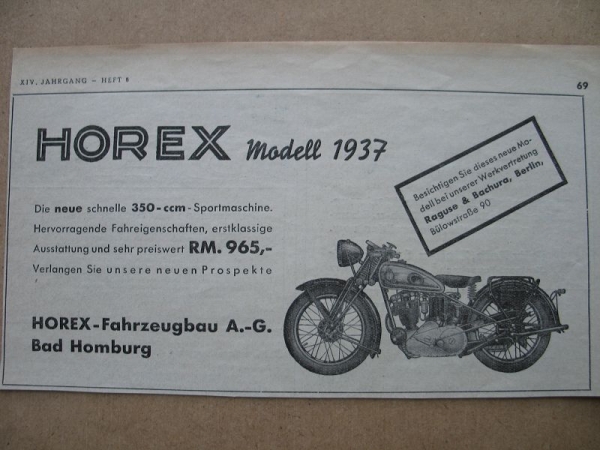 XIV. JAHRGANG – HEFT 8
69
HOREX Modell 1937
Besichtigen Sie dieses neue Mo-
dell bei unserer Werkvertretung
Raguse & Bachura, Berlin,
Bülowstraße 90
Die neue schnelle 350-ccm-Sportmaschine.
Hervorragende Fahreigenschaften, erstklassige
Ausstattung und sehr preiswert RM. 965,-
Verlangen Sie unsere neuen Prospekte
HOREX-Fahrzeugbau A.-G.
Bad Homburg